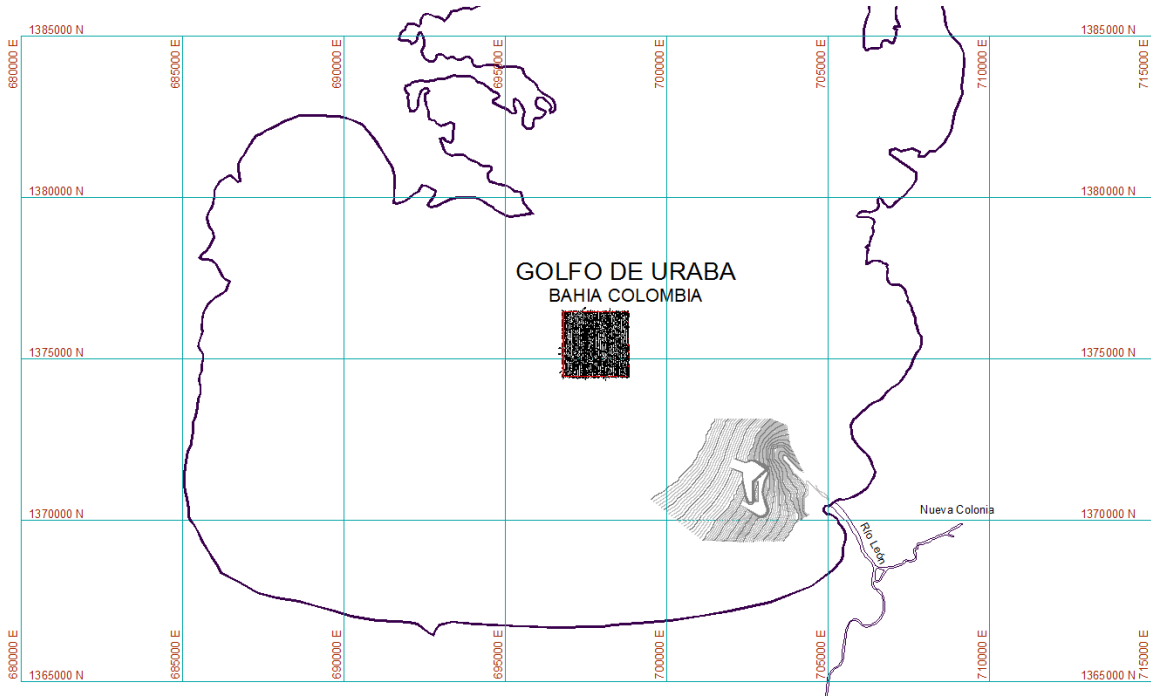 680000 E
685000 E
690000 E
695000 E
700000 E
705000 E
710000 E
715000 E
1385000 N
1385000 N
1380000 N
1380000 N
GOLFO DE URABA
BAHIA COLOMBIA
1375000 N
1375000 N
Nueva Colonia
1370000 N
1370000 N
Río León
680000 E
685000 E
690000 E
695000 E
700000 E
705000 E
710000 E
715000 E
1365000 N
1365000 N